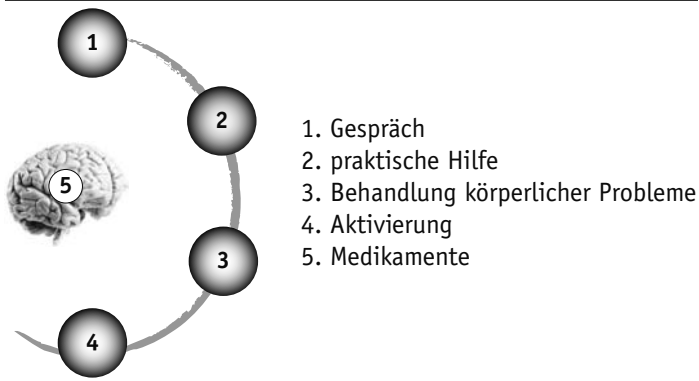 1
2
3
4
5
1. Gespräch
2. praktische Hilfe
3. Behandlung körperlicher Probleme
4. Aktivierung
5. Medikamente